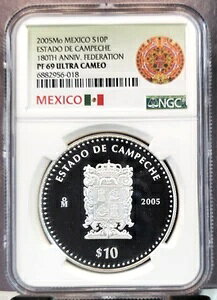 2005Mo MEXICO S10P
ESTADO DE CAMPECHE
180TH ANNIV. FEDERATION
PF 69 ULTRA CAMEO
6882956-018
MEXICO
NGC
ESTADO DE CAMPECHE
2005
$10